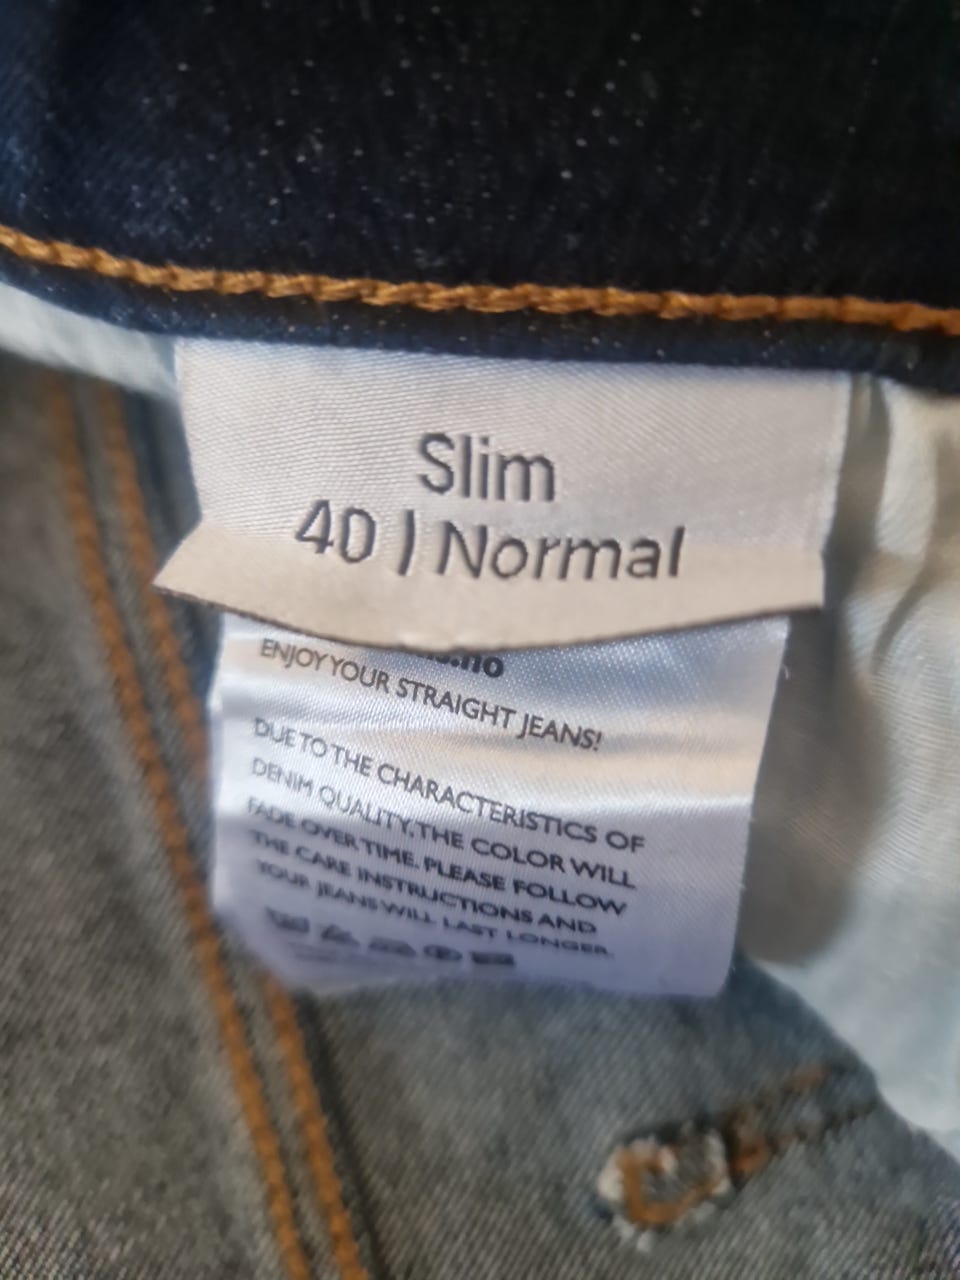 Slim
40 | Normal
.no
ENJOY YOUR STRAIGHT JEANS!
DUE TO THE CHARACTERISTICS OF
DENIM QUALITY, THE COLOR WILL
FADE OVER TIME. PLEASE FOLLOW
THE CARE INSTRUCTIONS AND
YOUR JEANS WILL LAST LONGER.